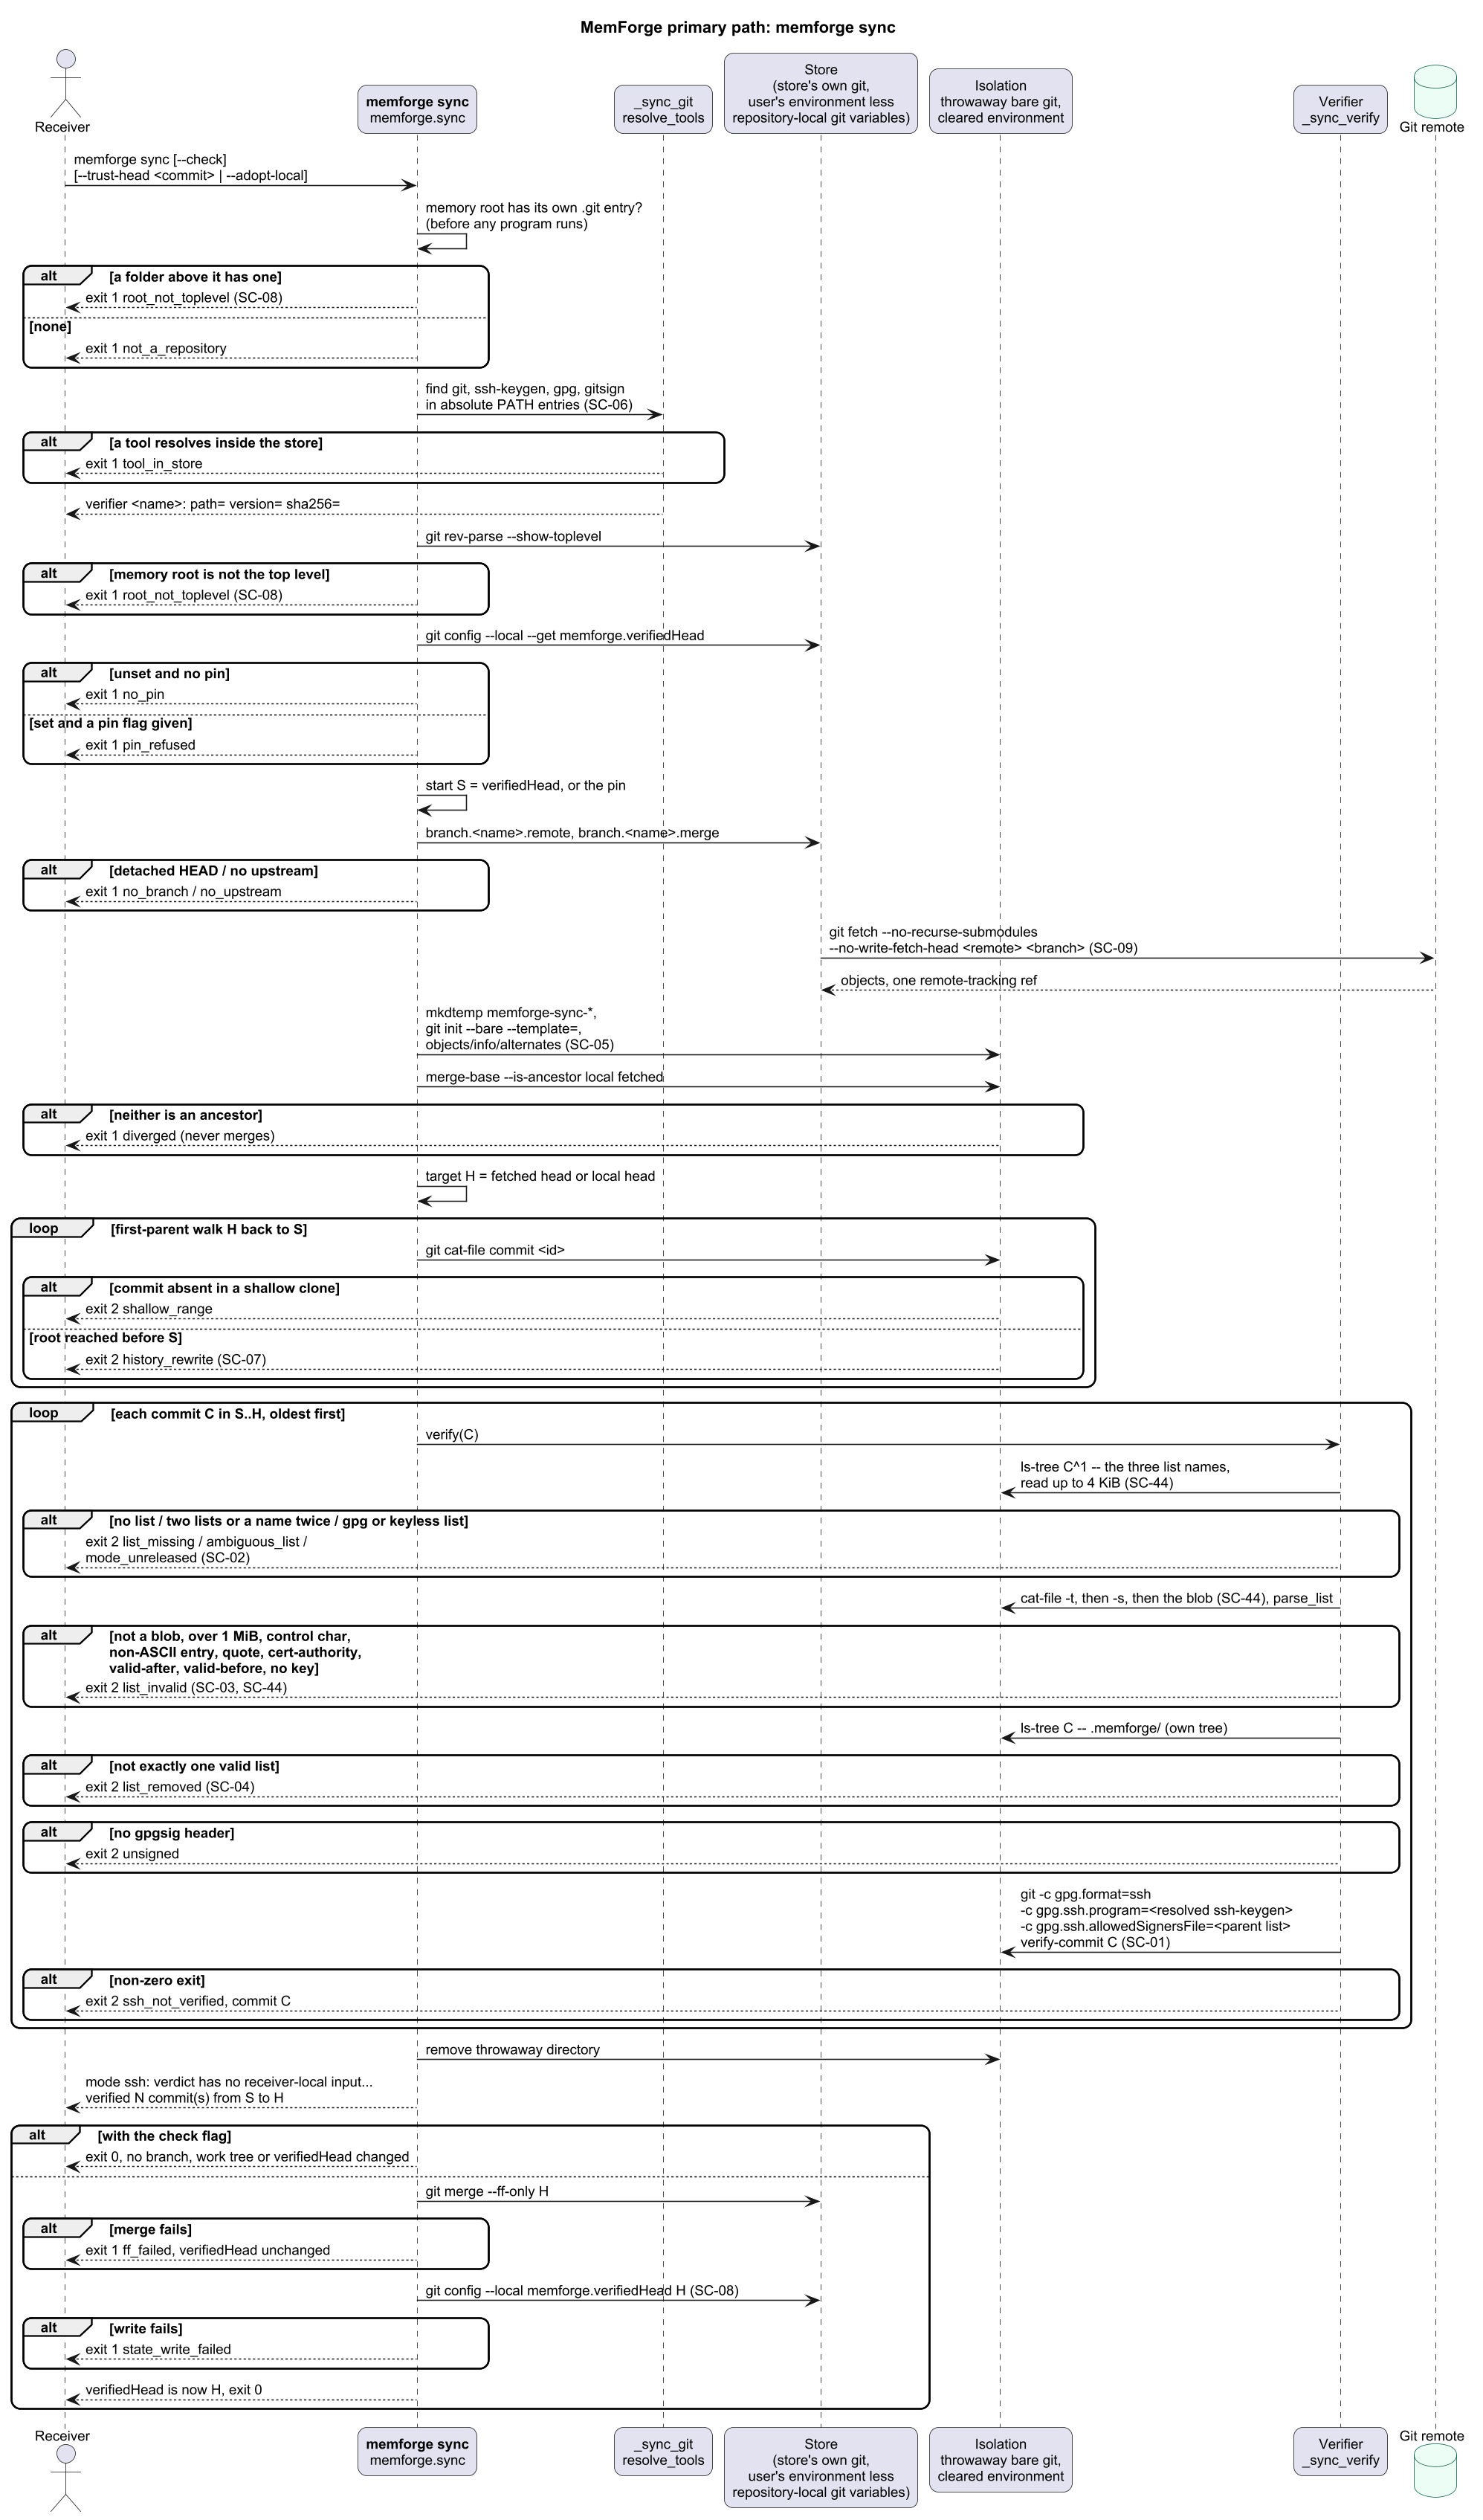 MemForge primary path: memforge sync
Receiver
memforge sync
memforge.sync
_sync_git
resolve_tools
Store
(store's own git,
user's environment less
repository-local git variables)
Isolation
throwaway bare git,
cleared environment
Verifier
_sync_verify
Git remote
memforge sync [--check]
[--trust-head <commit> | --adopt-local]
memory root has its own .git entry?
(before any program runs)
alt
[a folder above it has one]
exit 1 root_not_toplevel (SC-08)
[none]
exit 1 not_a_repository
find git, ssh-keygen, gpg, gitsign
in absolute PATH entries (SC-06)
alt
[a tool resolves inside the store]
exit 1 tool_in_store
verifier <name>: path= version= sha256=
git rev-parse --show-toplevel
alt
[memory root is not the top level]
exit 1 root_not_toplevel (SC-08)
git config --local --get memforge.verifiedHead
alt
[unset and no pin]
exit 1 no_pin
[set and a pin flag given]
exit 1 pin_refused
start S = verifiedHead, or the pin
branch.<name>.remote, branch.<name>.merge
alt
[detached HEAD / no upstream]
exit 1 no_branch / no_upstream
git fetch --no-recurse-submodules
--no-write-fetch-head <remote> <branch> (SC-09)
objects, one remote-tracking ref
mkdtemp memforge-sync-*,
git init --bare --template=,
objects/info/alternates (SC-05)
merge-base --is-ancestor local fetched
alt
[neither is an ancestor]
exit 1 diverged (never merges)
target H = fetched head or local head
loop
[first-parent walk H back to S]
git cat-file commit <id>
alt
[commit absent in a shallow clone]
exit 2 shallow_range
[root reached before S]
exit 2 history_rewrite (SC-07)
loop
[each commit C in S..H, oldest first]
verify(C)
ls-tree C^1 -- the three list names,
read up to 4 KiB (SC-44)
alt
[no list / two lists or a name twice / gpg or keyless list]
exit 2 list_missing / ambiguous_list /
mode_unreleased (SC-02)
cat-file -t, then -s, then the blob (SC-44), parse_list
alt
[not a blob, over 1 MiB, control char,
non-ASCII entry, quote, cert-authority,
valid-after, valid-before, no key]
exit 2 list_invalid (SC-03, SC-44)
ls-tree C -- .memforge/ (own tree)
alt
[not exactly one valid list]
exit 2 list_removed (SC-04)
alt
[no gpgsig header]
exit 2 unsigned
git -c gpg.format=ssh
-c gpg.ssh.program=<resolved ssh-keygen>
-c gpg.ssh.allowedSignersFile=<parent list>
verify-commit C (SC-01)
alt
[non-zero exit]
exit 2 ssh_not_verified, commit C
remove throwaway directory
mode ssh: verdict has no receiver-local input...
verified N commit(s) from S to H
alt
[with the check flag]
exit 0, no branch, work tree or verifiedHead changed
git merge --ff-only H
alt
[merge fails]
exit 1 ff_failed, verifiedHead unchanged
git config --local memforge.verifiedHead H (SC-08)
alt
[write fails]
exit 1 state_write_failed
verifiedHead is now H, exit 0
Receiver
memforge sync
memforge.sync
_sync_git
resolve_tools
Store
(store's own git,
user's environment less
repository-local git variables)
Isolation
throwaway bare git,
cleared environment
Verifier
_sync_verify
Git remote